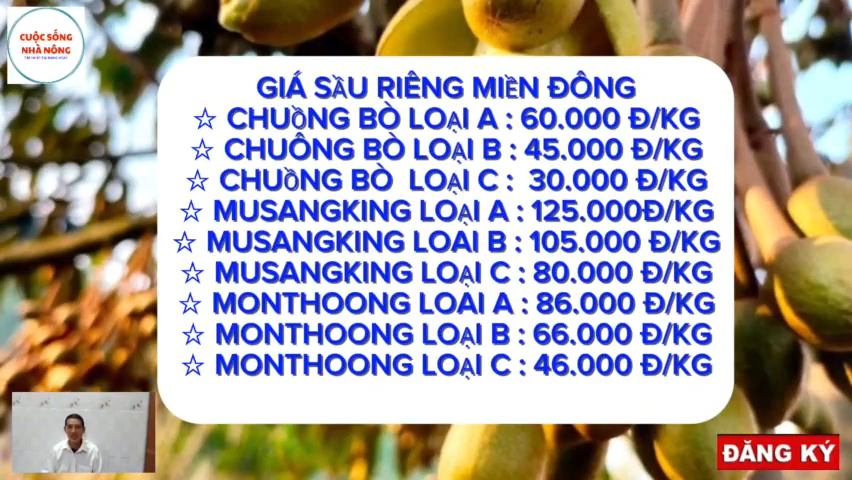 CUỘC SỐNG
NHÀ NÔNG
GIÁ SẦU RIÊNG MIỀN ĐÔNG
☆ CHUỒNG BÒ LOẠI A : 60.000 Đ/KG
☆ CHUÔNG BÒ LOẠI B : 45.000 Đ/KG
☆ CHUỒNG BÒ LOẠI C : 30.000 Đ/KG
☆ MUSANGKING LOẠI A : 125.000Đ/KG
☆ MUSANGKING LOAI B : 105.000 Đ/KG
☆ MUSANGKING LOẠI C : 80.000 Đ/KG
☆ MONTHOONG LOAI A : 86.000 Đ/KG
☆ MONTHOONG LOẠI B : 66.000 Đ/KG
☆ MONTHOONG LOẠI C : 46.000 Đ/KG
ĐĂNG KÝ